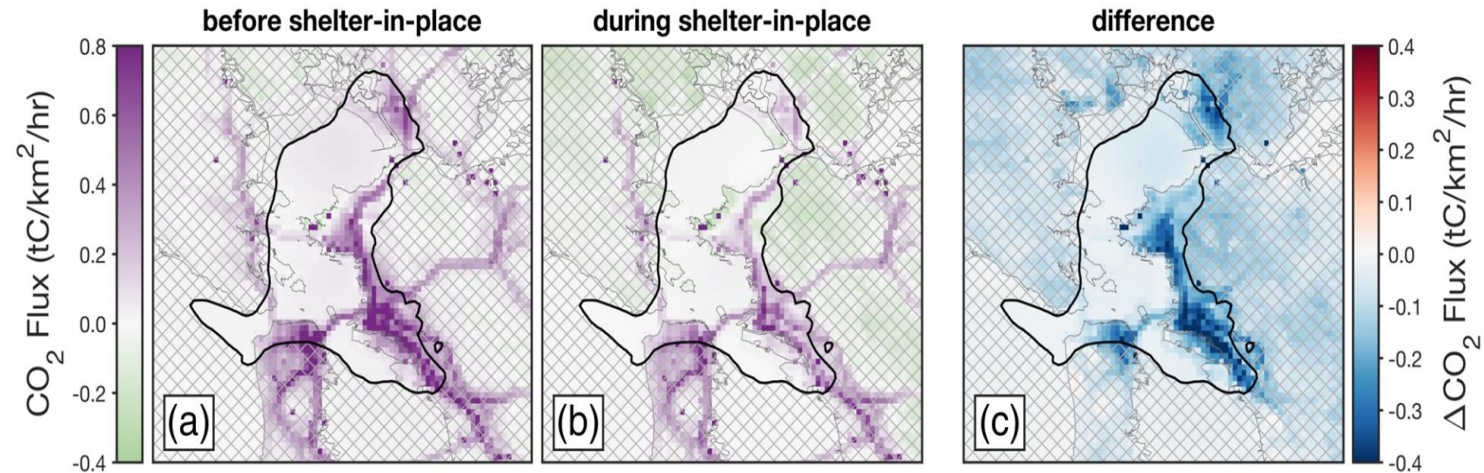 before shelter-in-place
during shelter-in-place
difference
CO₂ Flux (tC/km²/hr)
0.8
0.6
0.4
0.2
0.0
-0.2
-0.4
(a)
(b)
(c)
0.4
0.3
0.2
0.1
0.0
-0.1
-0.2
-0.3
-0.4
ΔCO₂ Flux (tC/km²/hr)